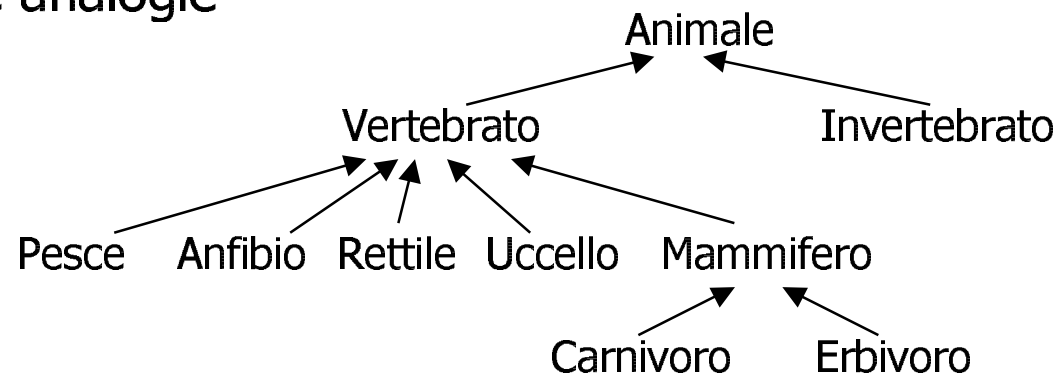 analogie
Animale
Vertebrato Invertebrato
Pesce Anfibio Rettile Uccello Mammifero
Carnivoro Erbivoro